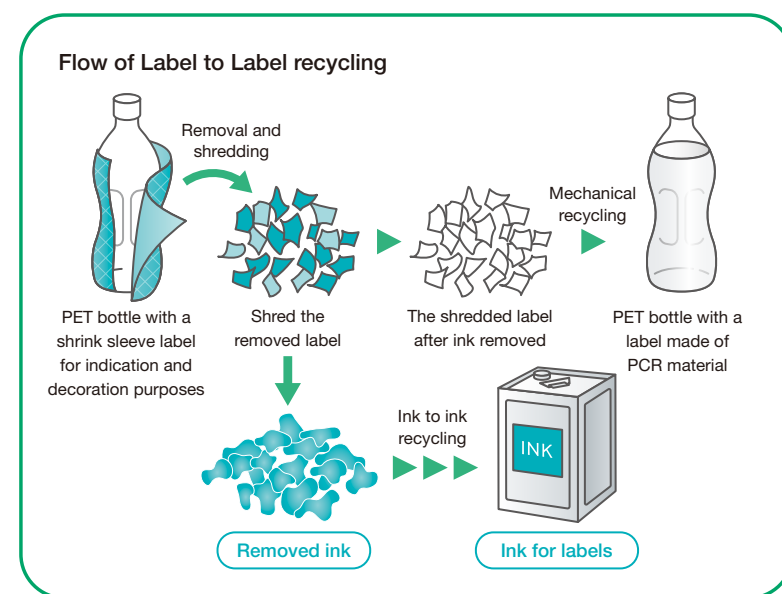 Flow of Label to Label recycling
Removal and
shredding
Mechanical
recycling
PET bottle with a
shrink sleeve label
for indication and
decoration purposes
Shred the
removed label
The shredded label
after ink removed
PET bottle with a
label made of
PCR material
Ink to ink
recycling
INK
Removed ink
Ink for labels